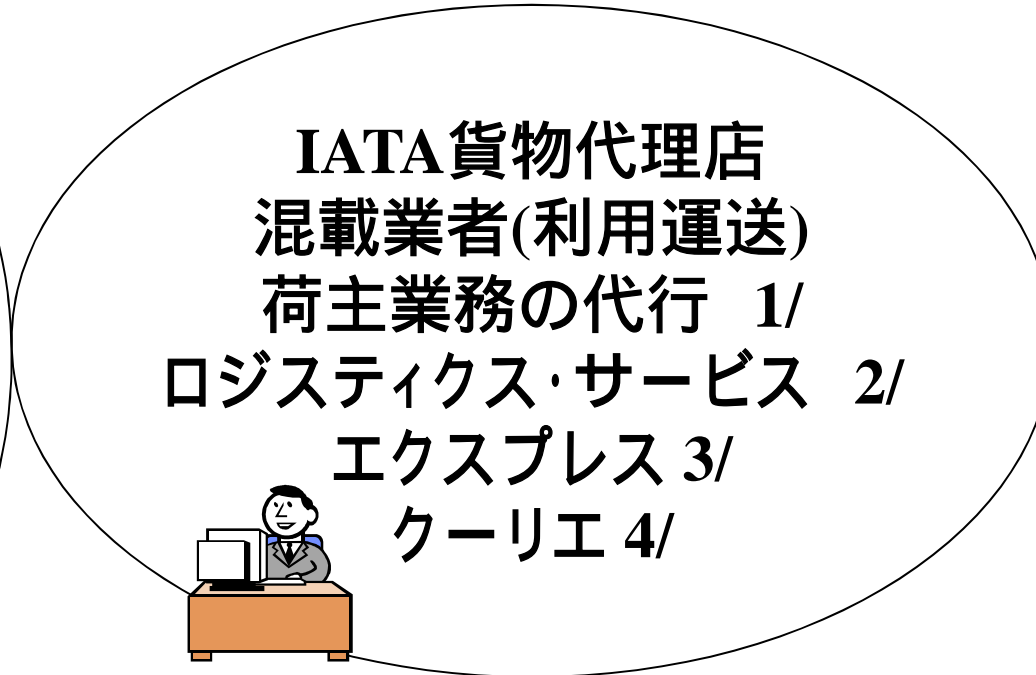 IATA貨物代理店
混載業者(利用運送)
荷主業務の代行 1/
ロジスティクス・サービス 2/
エクスプレス 3/
クーリエ 4/